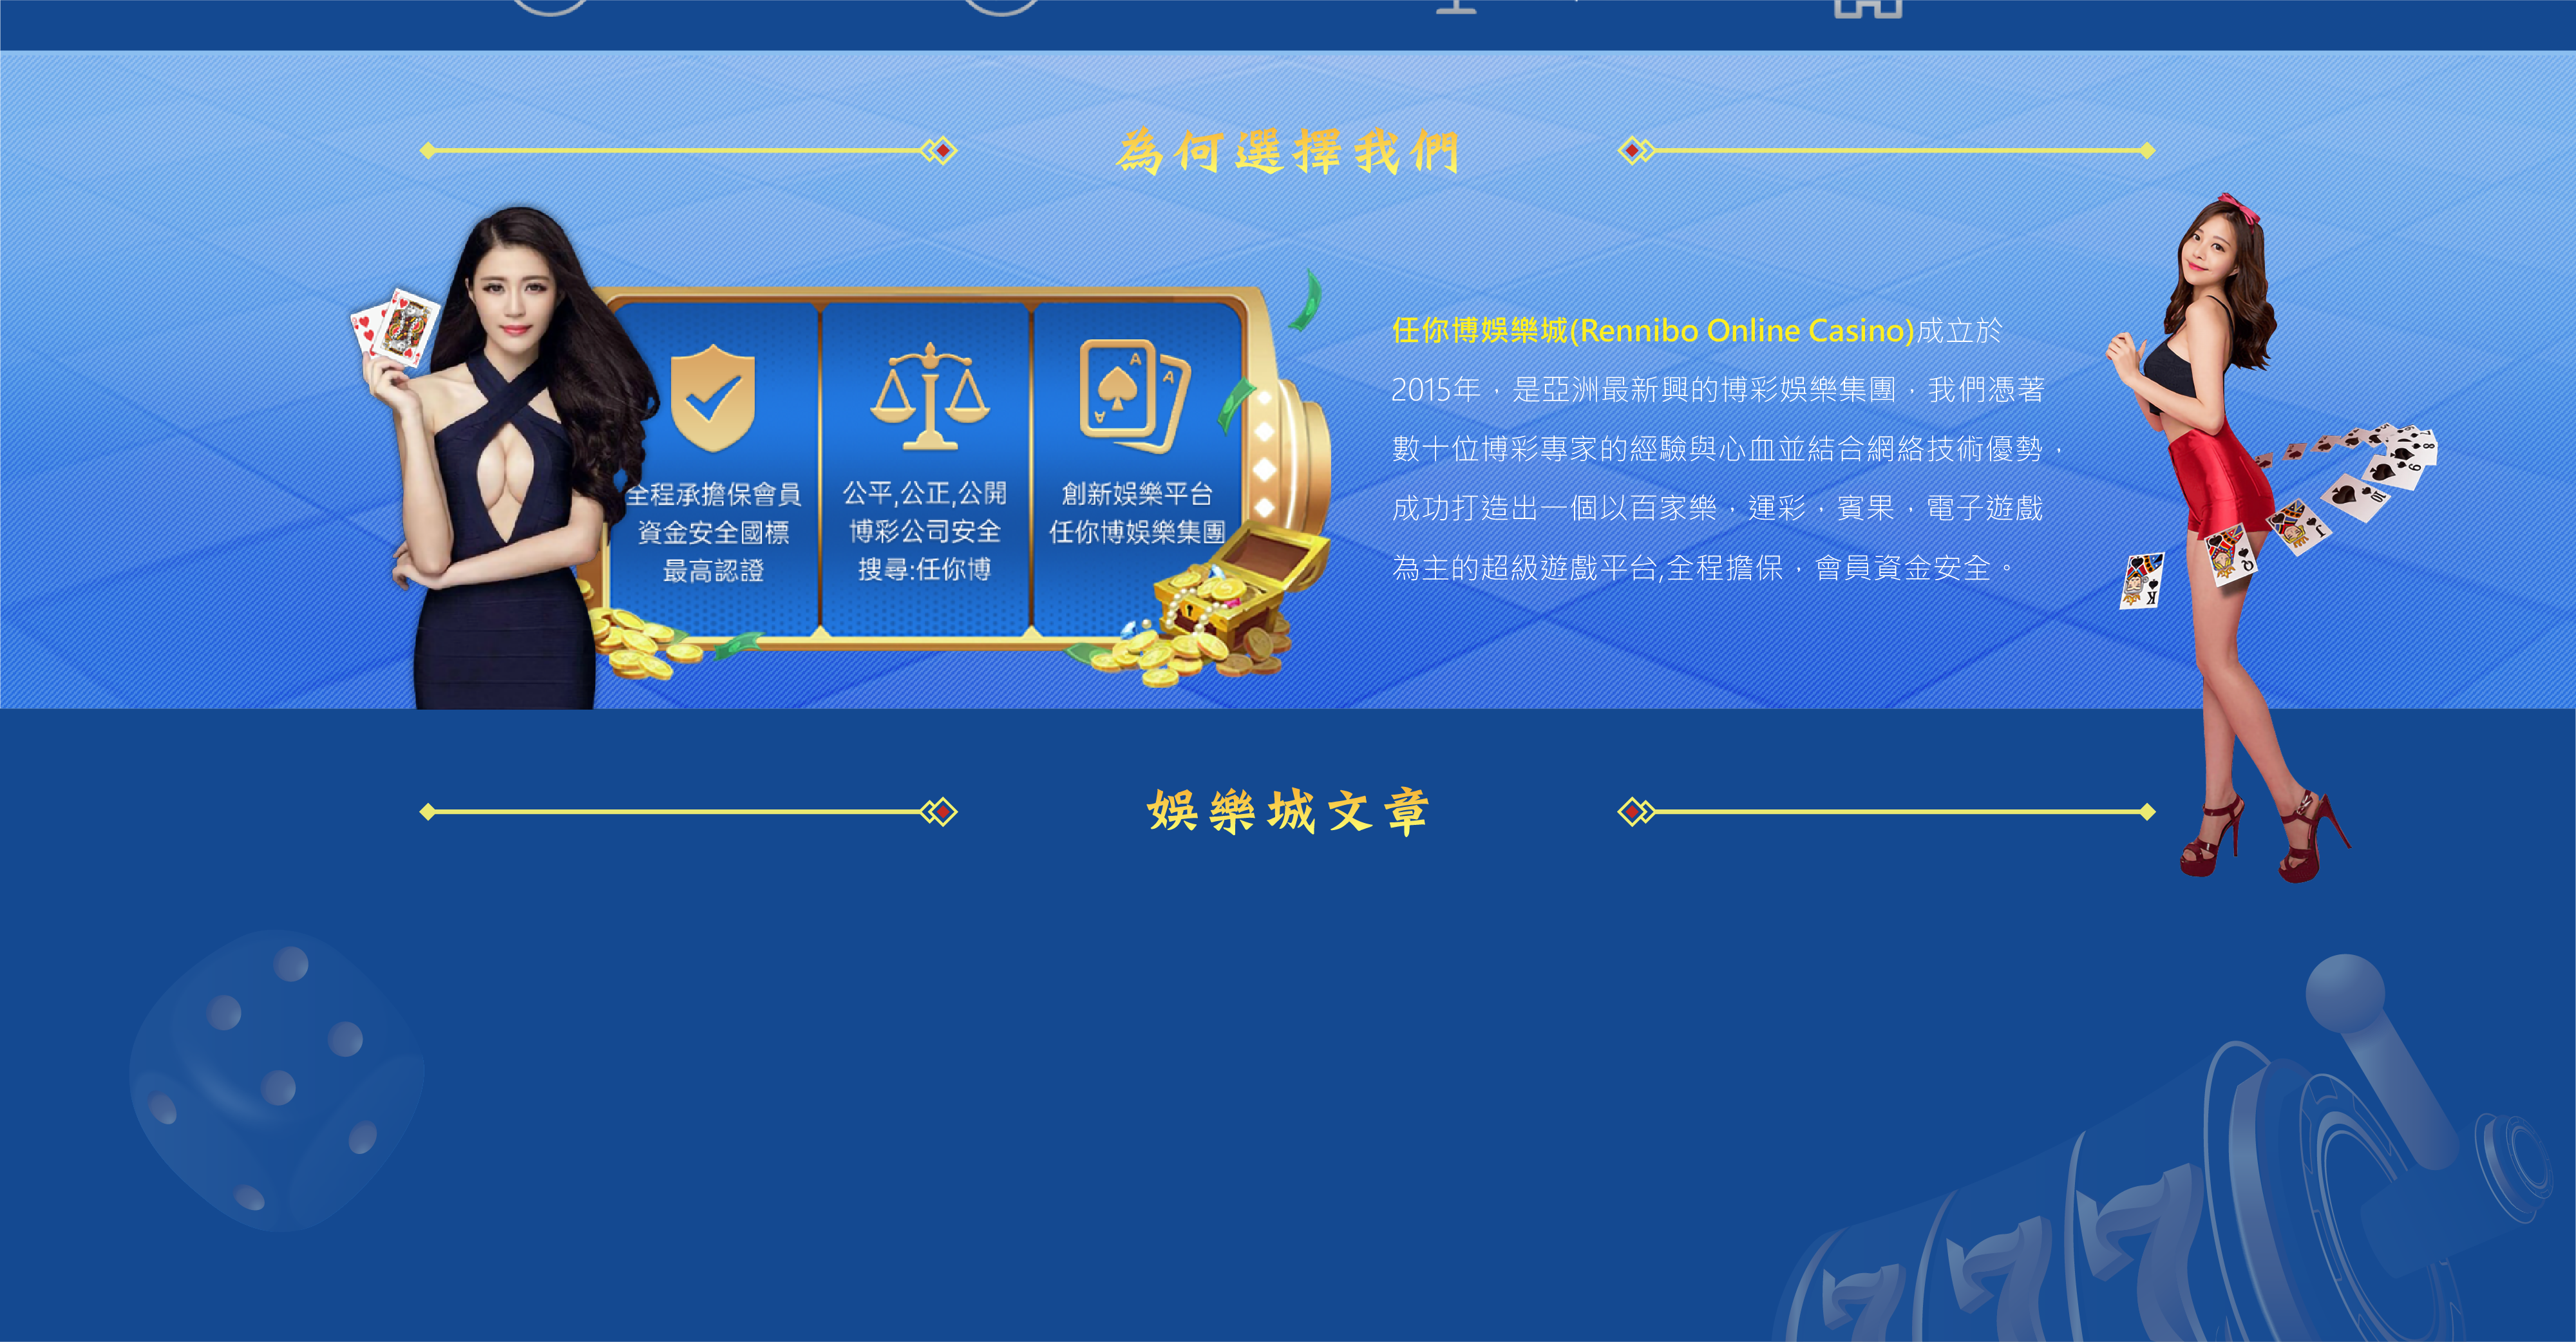 為何選擇我們
全程承擔保會員
資金安全國標
最高認證
公平,公正,公開
博彩公司安全
搜尋:任你博
創新娛樂平台
任你博娛樂集團
任你博娛樂城(Rennibo Online Casino)成立於
2015年，是亞洲最新興的博彩娛樂集團，我們憑著
數十位博彩專家的經驗與心血並結合網絡技術優勢，
成功打造出一個以百家樂，運彩，賓果，電子遊戲
為主的超級遊戲平台,全程擔保，會員資金安全。
娛樂城文章
777